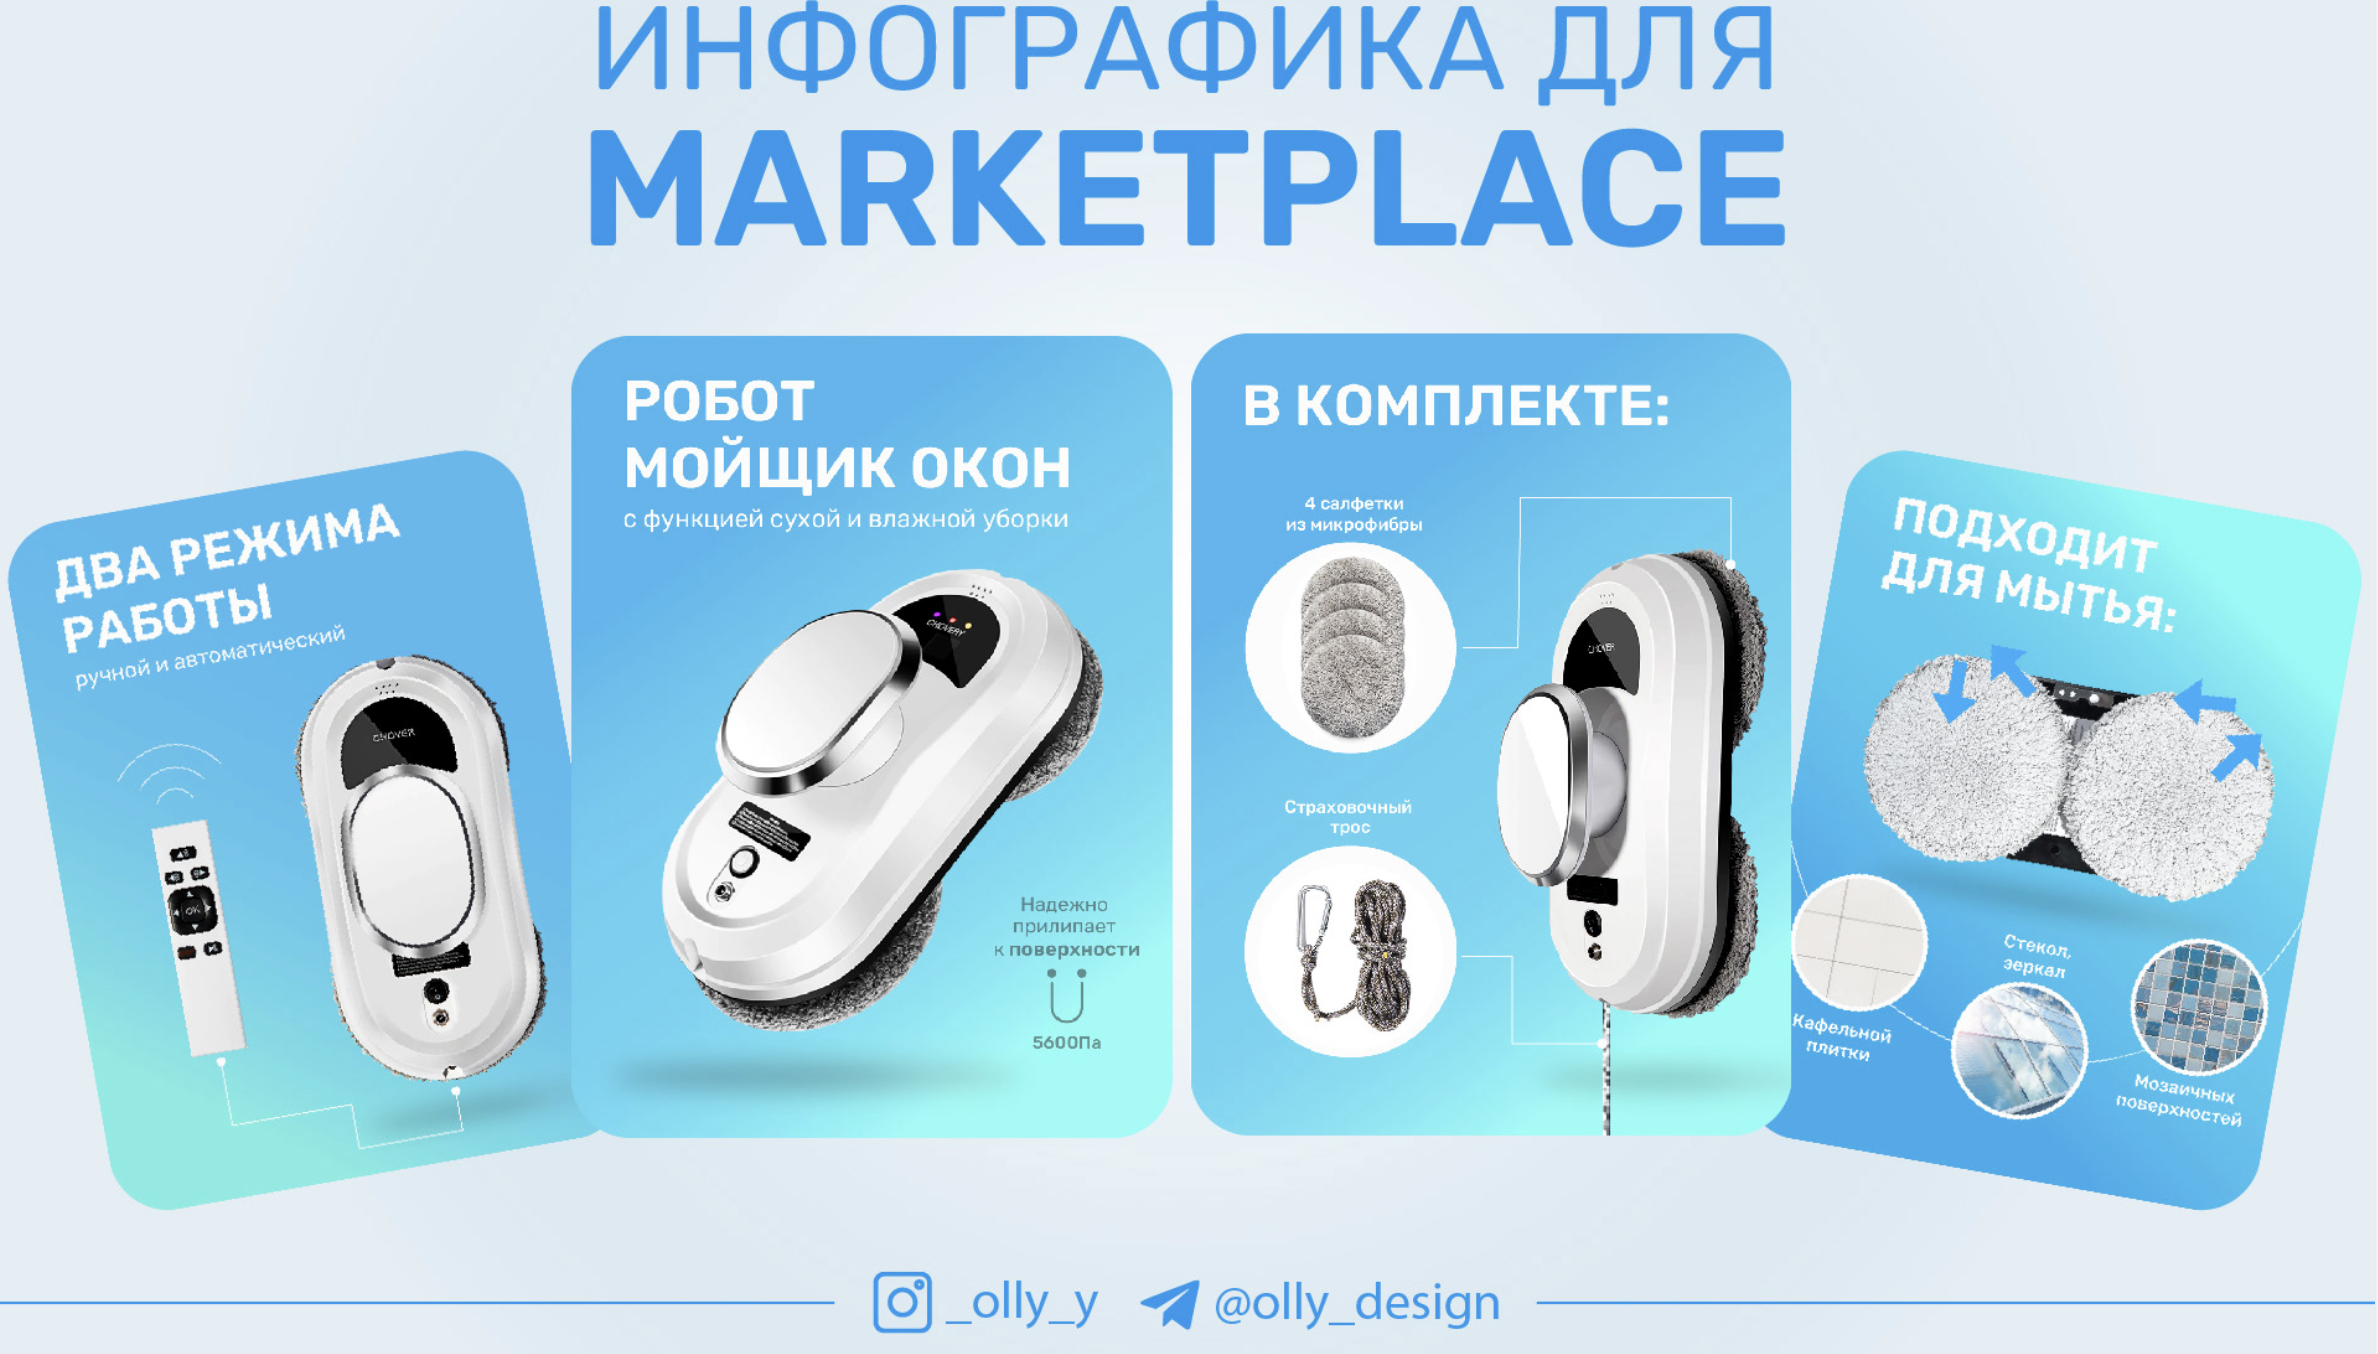 ИНФОГРАФИКА ДЛЯ
MARKETPLACE
ДВА РЕЖИМА
РАБОТЫ
ручной и автоматический
CHOVER
OK
РОБОТ
МОЙЩИК ОКОН
с функцией сухой и влажной уборки
CHOVERY
Надежно
прилипает
к поверхности
5600Па
В КОМПЛЕКТЕ:
4 салфетки
из микрофибры
CHOVER
Страховочный
трос
ПОДХОДИТ
ДЛЯ МЫТЬЯ:
Кафельной
плитки
Стекол,
зеркал
Мозаичных
поверхностей
_olly_y
@olly_design